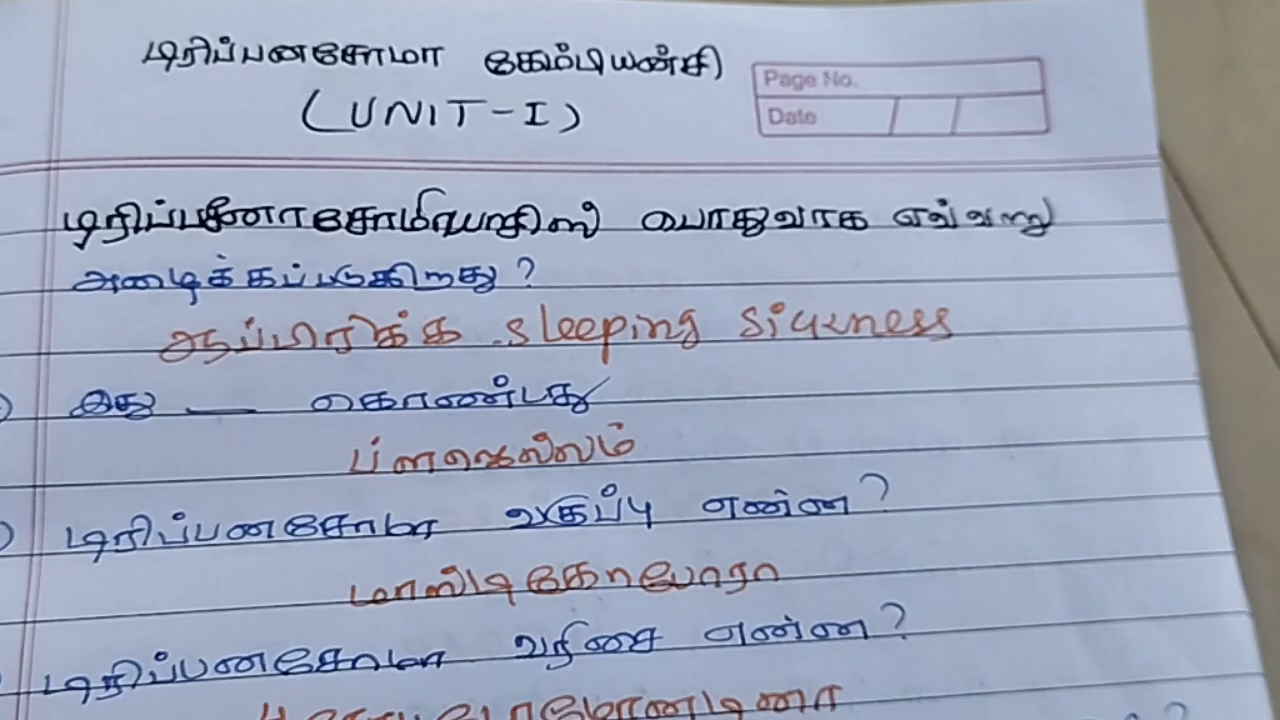 டிரிப்பனசோமா கேம்பியன்சி
(UNIT-I)
Page No.
Date
டிரிப்பனோசோமியாசிஸ் பொதுவாக எவ்வாறு
அழைக்கப்படுகிறது?
ஆப்பிரிக்க sleeping sickness
இது — கொண்டது
டிரிப்பனசோமா வகுப்பு என்ன?
மாஸ்டிகோபோரா
டிரிப்பனசோமா வரிசை என்ன?